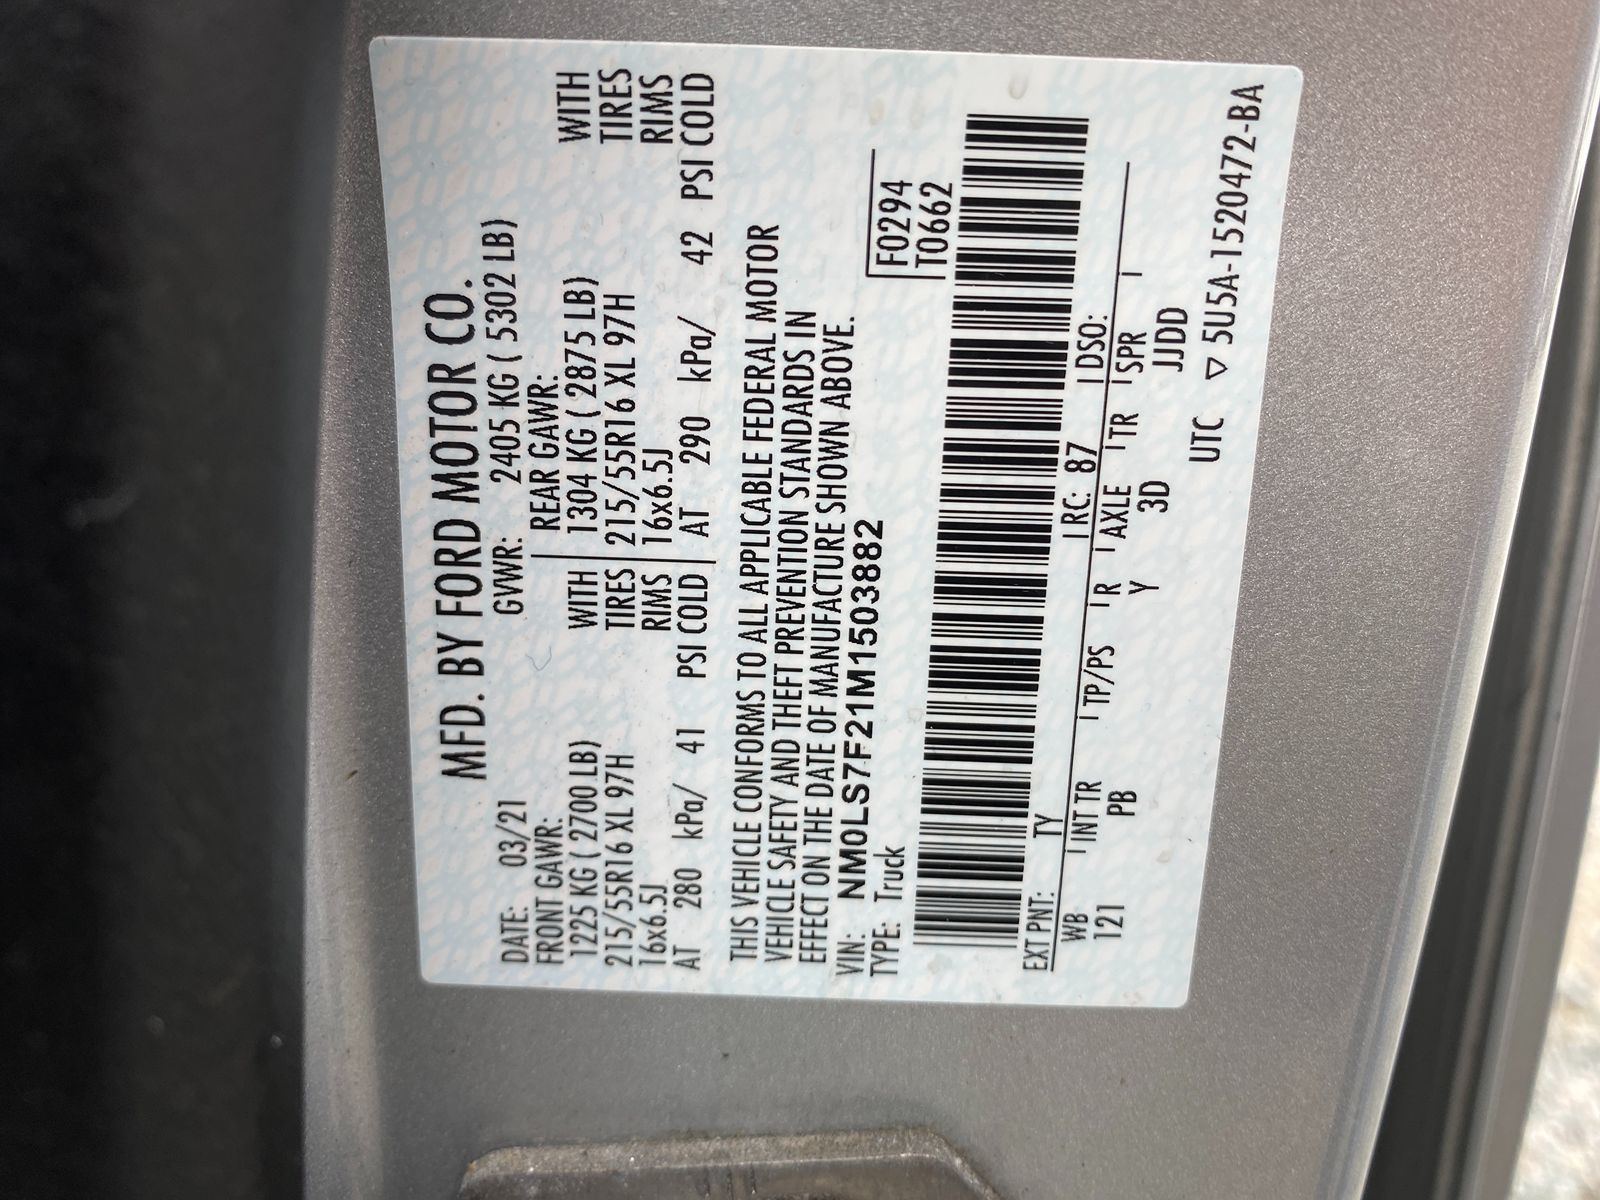 MFD. BY FORD MOTOR CO.
DATE: 03/21 GVWR: 2405 KG ( 5302 LB)
FRONT GAWR: REAR GAWR:
1225 KG ( 2700 LB) WITH 1304 KG ( 2875 LB) WITH
215/55R16 XL 97H TIRES 215/55R16 XL 97H TIRES
16x6.5J RIMS 16x6.5J RIMS
AT 280 kPa/ 41 PSI COLD AT 290 kPa/ 42 PSI COLD
THIS VEHICLE CONFORMS TO ALL APPLICABLE FEDERAL MOTOR
VEHICLE SAFETY AND THEFT PREVENTION STANDARDS IN
EFFECT ON THE DATE OF MANUFACTURE SHOWN ABOVE.
VIN: NM0LS7F21M1503882
TYPE: Truck
F0294
T0662
EXT PNT: TY RC: 87 DSO:
WB INT TR TP/PS R AXLE TR SPR
121 PB Y 3D JJDD
UTC ▽ 5U5A-1520472-BA